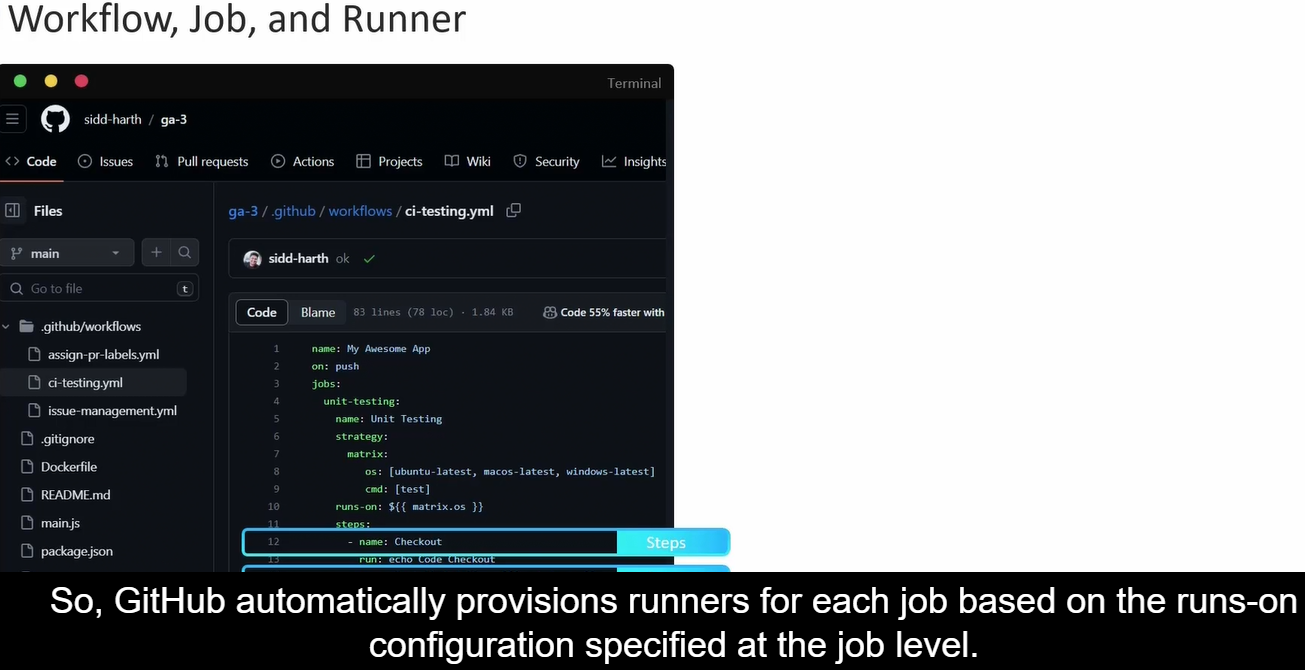 Workflow, Job, and Runner
Terminal
sidd-harth / ga-3
Code Issues Pull requests Actions Projects Wiki Security Insights
Files
ga-3 / .github / workflows / ci-testing.yml
main
sidd-harth ok
Go to file t
Code Blame 83 lines (78 loc) · 1.84 KB Code 55% faster with
.github/workflows
assign-pr-labels.yml
ci-testing.yml
issue-management.yml
.gitignore
Dockerfile
README.md
main.js
package.json
1 name: My Awesome App
2 on: push
3 jobs:
4 unit-testing:
5 name: Unit Testing
6 strategy:
7 matrix:
8 os: [ubuntu-latest, macos-latest, windows-latest]
9 cmd: [test]
10 runs-on: ${{ matrix.os }}
11 steps:
12 - name: Checkout
Steps
13 run: echo Code Checkout
So, GitHub automatically provisions runners for each job based on the runs-on
configuration specified at the job level.